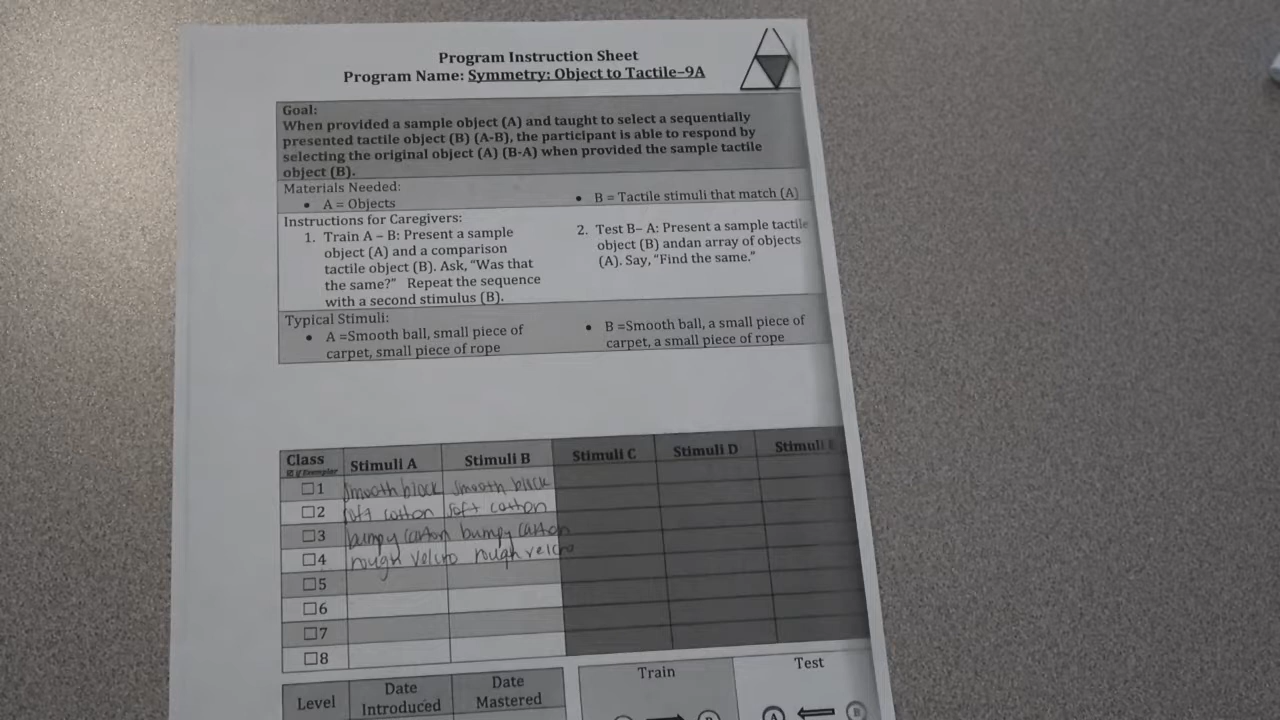 Program Instruction Sheet
Program Name: Symmetry: Object to Tactile–9A
Goal:
When provided a sample object (A) and taught to select a sequentially
presented tactile object (B) (A-B), the participant is able to respond by
selecting the original object (A) (B-A) when provided the sample tactile
object (B).
Materials Needed:
• A = Objects
• B = Tactile stimuli that match (A)
Instructions for Caregivers:
1. Train A – B: Present a sample
object (A) and a comparison
tactile object (B). Ask, "Was that
the same?" Repeat the sequence
with a second stimulus (B).
2. Test B– A: Present a sample tactile
object (B) andan array of objects
(A). Say, "Find the same."
Typical Stimuli:
• A =Smooth ball, small piece of
carpet, small piece of rope
• B =Smooth ball, a small piece of
carpet, a small piece of rope
Class Stimuli A Stimuli B Stimuli C Stimuli D Stimuli E
☑ if Exemplar
☐1 smooth block smooth block
☐2 soft cotton soft cotton
☐3 bumpy carton bumpy carton
☐4 rough velcro rough velcro
☐5
☐6
☐7
☐8
Level Date Introduced Date Mastered
Train Test
B A B